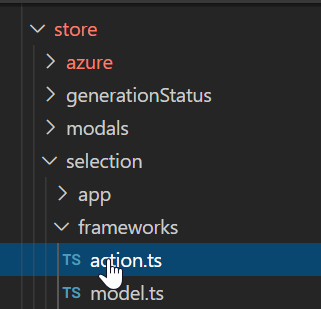 store
azure
generationStatus
modals
selection
app
frameworks
TS action.ts
TS model.ts